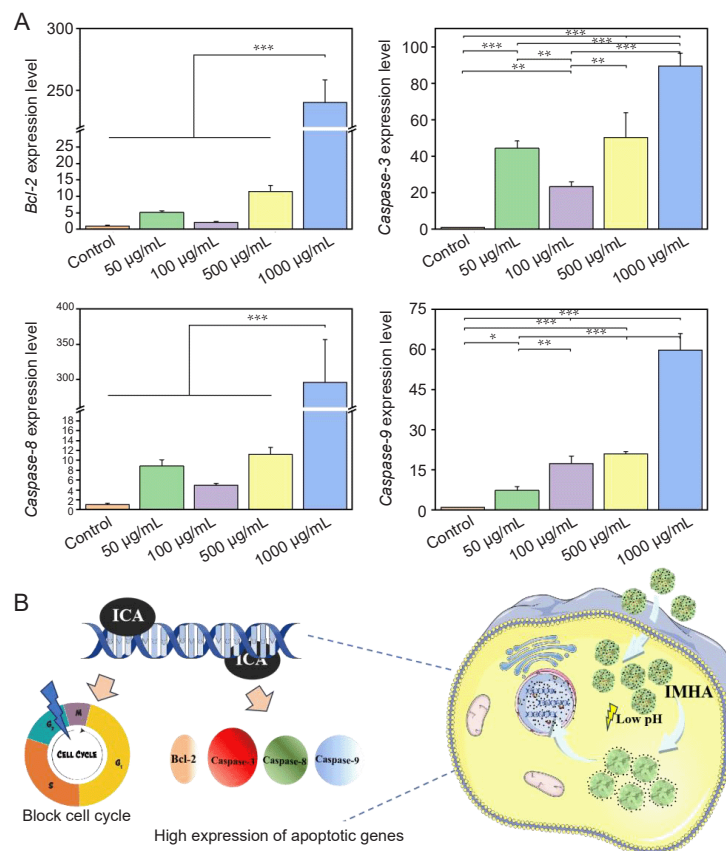 A
Bcl-2 expression level
290
250
25
20
15
10
5
0
***
Control
50 µg/mL
100 µg/mL
500 µg/mL
1000 µg/mL
Caspase-3 expression level
100
80
60
40
20
0
***
***
***
***
**
**
**
Control
50 µg/mL
100 µg/mL
500 µg/mL
1000 µg/mL
Caspase-8 expression level
400
350
300
18
16
14
12
10
8
6
4
2
0
***
Control
50 µg/mL
100 µg/mL
500 µg/mL
1000 µg/mL
Caspase-9 expression level
75
60
45
30
15
0
***
***
*
***
**
Control
50 µg/mL
100 µg/mL
500 µg/mL
1000 µg/mL
B
ICA
ICA
IMHA
Low pH
M
G2
CELL CYCLE
G1
S
Bcl-2
Caspase-3
Caspase-8
Caspase-9
Block cell cycle
High expression of apoptotic genes